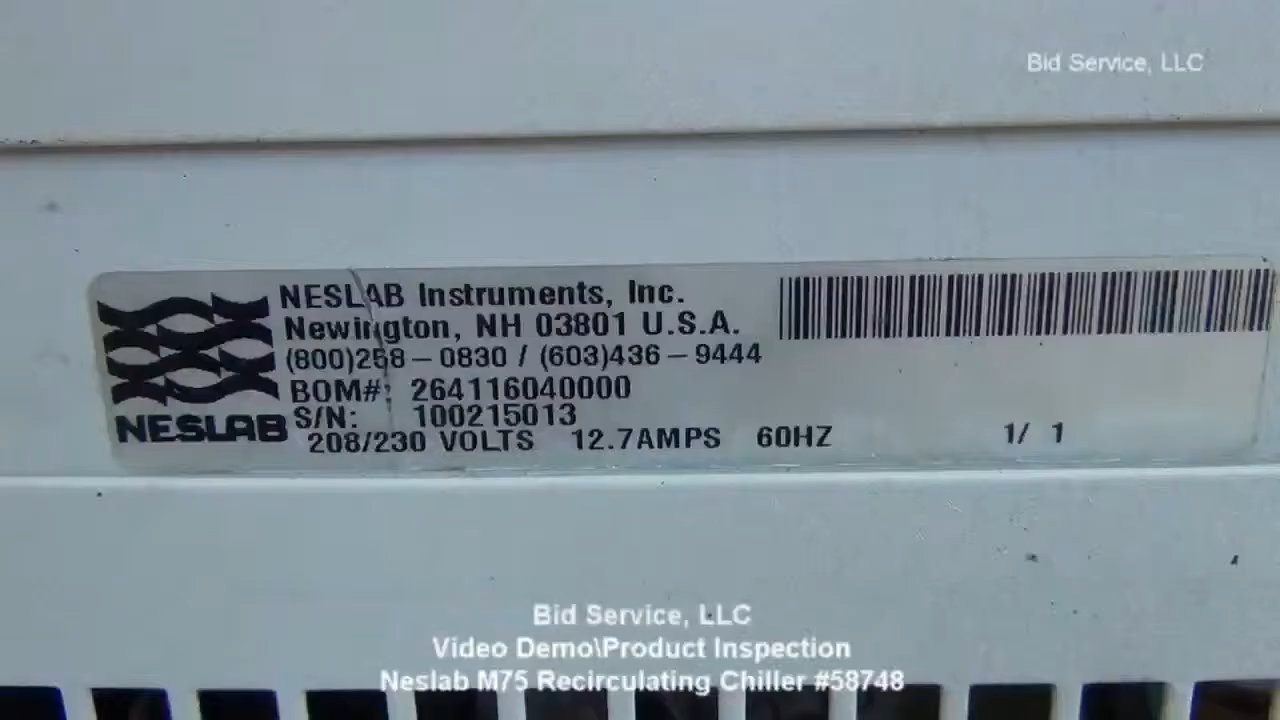 Bid Service, LLC
NESLAB Instruments, Inc.
Newington, NH 03801 U.S.A.
(800)258-0830 / (603)436-9444
BOM#: 264116040000
S/N: 100215013
208/230 VOLTS 12.7AMPS 60HZ 1/ 1
NESLAB
Bid Service, LLC
Video Demo\Product Inspection
Neslab M75 Recirculating Chiller #58748